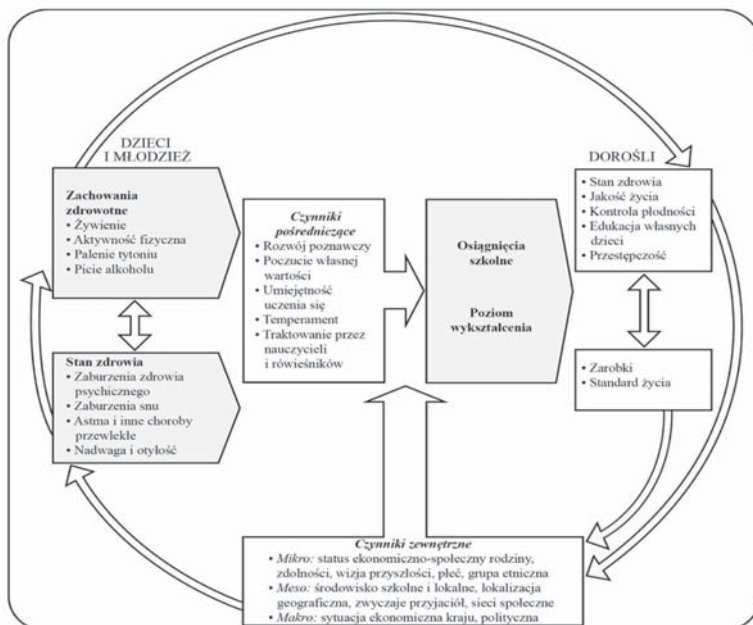 DZIECI
I MŁODZIEŻ
Zachowania
zdrowotne
• Żywienie
• Aktywność fizyczna
• Palenie tytoniu
• Picie alkoholu
Stan zdrowia
• Zaburzenia zdrowia
psychicznego
• Zaburzenia snu
• Astma i inne choroby
przewlekłe
• Nadwaga i otyłość
Czynniki
pośredniczące
• Rozwój poznawczy
• Poczucie własnej
wartości
• Umiejętność
uczenia się
• Temperament
• Traktowanie przez
nauczycieli
i rówieśników
Osiągnięcia
szkolne
Poziom
wykształcenia
DOROŚLI
• Stan zdrowia
• Jakość życia
• Kontrola płodności
• Edukacja własnych
dzieci
• Przestępczość
• Zarobki
• Standard życia
Czynniki zewnętrzne
• Mikro: status ekonomiczno-społeczny rodziny,
zdolności, wizja przyszłości, płeć, grupa etniczna
• Meso: środowisko szkolne i lokalne, lokalizacja
geograficzna, zwyczaje przyjaciół, sieci społeczne
• Makro: sytuacja ekonomiczna kraju, polityczna